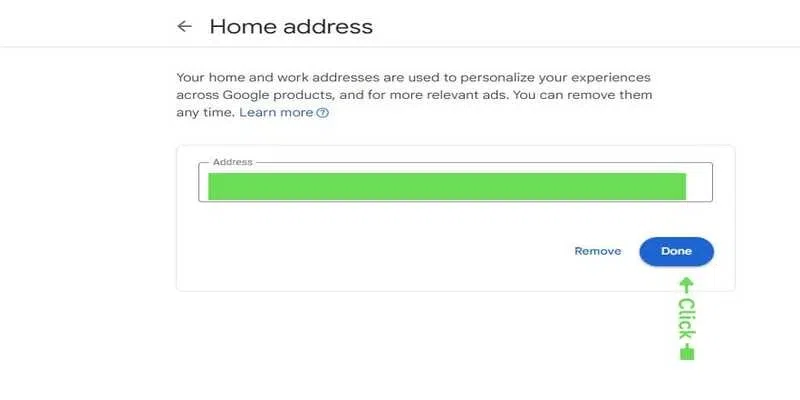 Home address
Your home and work addresses are used to personalize your experiences
across Google products, and for more relevant ads. You can remove them
any time. Learn more
Address
Remove
Done
Click